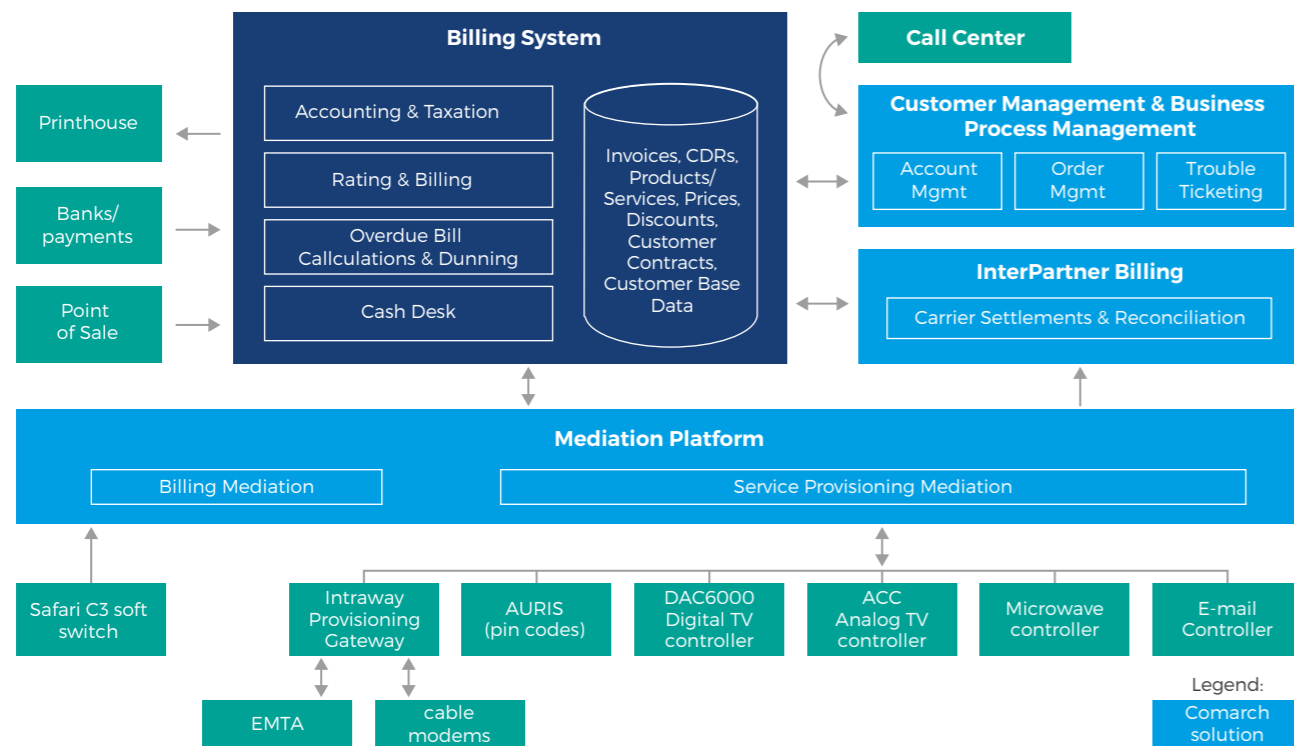 Billing System
Accounting & Taxation
Rating & Billing
Overdue Bill
Callculations & Dunning
Cash Desk
Invoices, CDRs,
Products/
Services, Prices,
Discounts,
Customer
Contracts,
Customer Base
Data
Call Center
Customer Management & Business
Process Management
Account
Mgmt
Order
Mgmt
Trouble
Ticketing
InterPartner Billing
Carrier Settlements & Reconciliation
Printhouse
Banks/
payments
Point
of Sale
Mediation Platform
Billing Mediation
Service Provisioning Mediation
Safari C3 soft
switch
Intraway
Provisioning
Gateway
AURIS
(pin codes)
DAC6000
Digital TV
controller
ACC
Analog TV
controller
Microwave
controller
E-mail
Controller
EMTA
cable
modems
Legend:
Comarch
solution